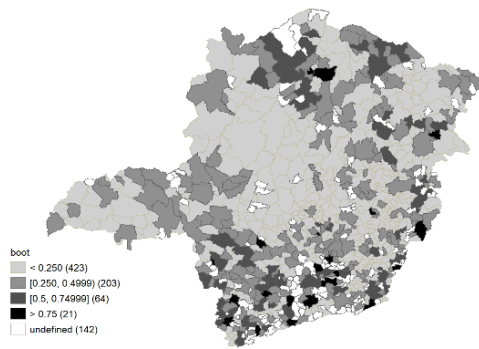 boot
< 0.250 (423)
[0.250, 0.4999) (203)
[0.5, 0.74999] (64)
> 0.75 (21)
undefined (142)